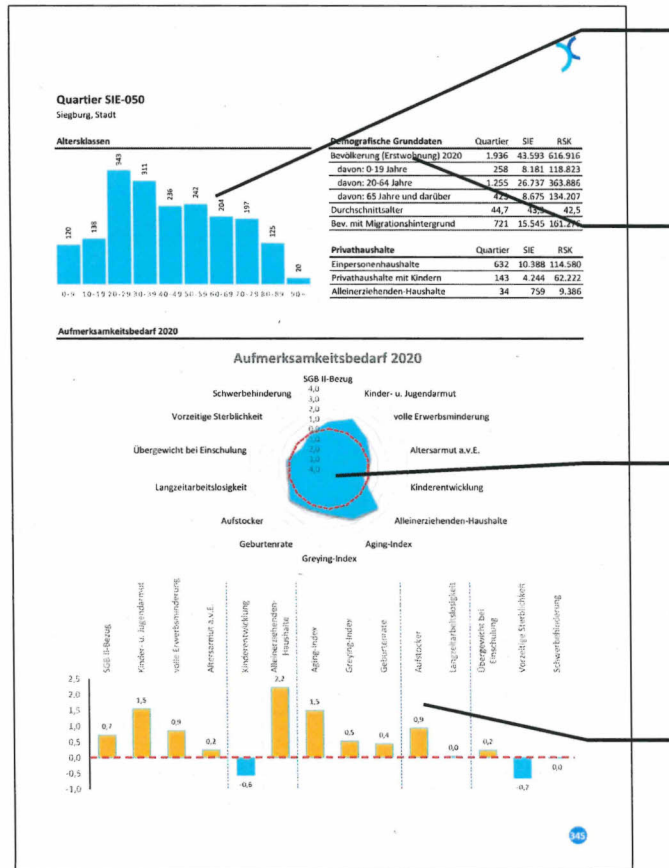 Quartier SIE-050
Siegburg, Stadt
Altersklassen
120 138 343 311 236 242 204 197 125 20
0-9 10-19 20-29 30-39 40-49 50-59 60-69 70-79 80-89 90+
Demografische Grunddaten Quartier SIE RSK
Bevölkerung (Erstwohnung) 2020 1.936 43.593 616.916
davon: 0-19 Jahre 258 8.181 118.823
davon: 20-64 Jahre 1.255 26.737 363.886
davon: 65 Jahre und darüber 423 8.675 134.207
Durchschnittsalter 44,7 42,5
Bev. mit Migrationshintergrund 721 15.545
Privathaushalte Quartier SIE RSK
Einpersonenhaushalte 632 10.388 114.580
Privathaushalte mit Kindern 143 4.244 62.222
Alleinerziehenden-Haushalte 34 759 9.386
Aufmerksamkeitsbedarf 2020
Aufmerksamkeitsbedarf 2020
SGB II-Bezug
Kinder- u. Jugendarmut
volle Erwerbsminderung
Altersarmut a.v.E.
Kinderentwicklung
Alleinerziehenden-Haushalte
Aging-Index
Greying-Index
Geburtenrate
Aufstocker
Langzeitarbeitslosigkeit
Übergewicht bei Einschulung
Vorzeitige Sterblichkeit
Schwerbehinderung
4,0
3,0
2,0
1,0
0,0
1,0
2,0
3,0
4,0
SGB II-Bezug
Kinder- u. Jugendarmut
volle Erwerbsminderung
Altersarmut a.v.E.
Kinderentwicklung
Alleinerziehenden-
Haushalte
Aging-Index
Greying-Index
Geburtenrate
Aufstocker
Langzeitarbeitslosigkeit
Übergewicht bei
Einschulung
Vorzeitige Sterblichkeit
Schwerbehinderung
2,5
2,0
1,5
1,0
0,5
0,0
-0,5
-1,0
0,7 1,5 0,9 0,2 -0,6 2,2 1,5 0,5 0,4 0,9 0,0 0,2 -0,7 0,0
345